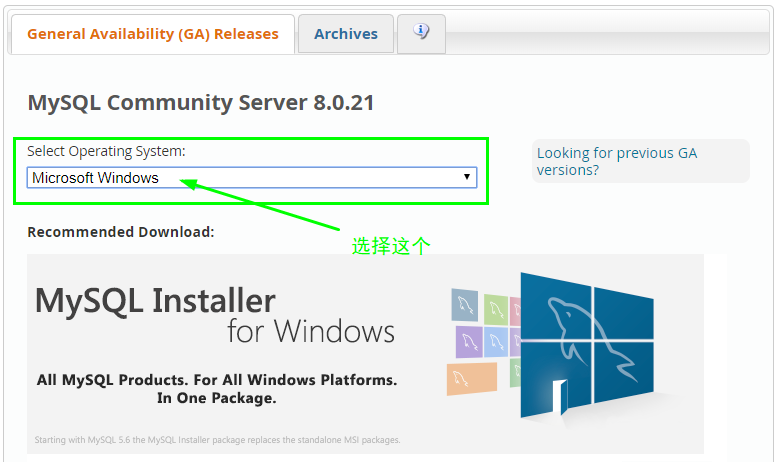 General Availability (GA) Releases
Archives
MySQL Community Server 8.0.21
Select Operating System:
Looking for previous GA
versions?
Microsoft Windows
选择这个
Recommended Download:
MySQL Installer
for Windows
All MySQL Products. For All Windows Platforms.
In One Package.
Starting with MySQL 5.6 the MySQL Installer package replaces the standalone MSI packages.